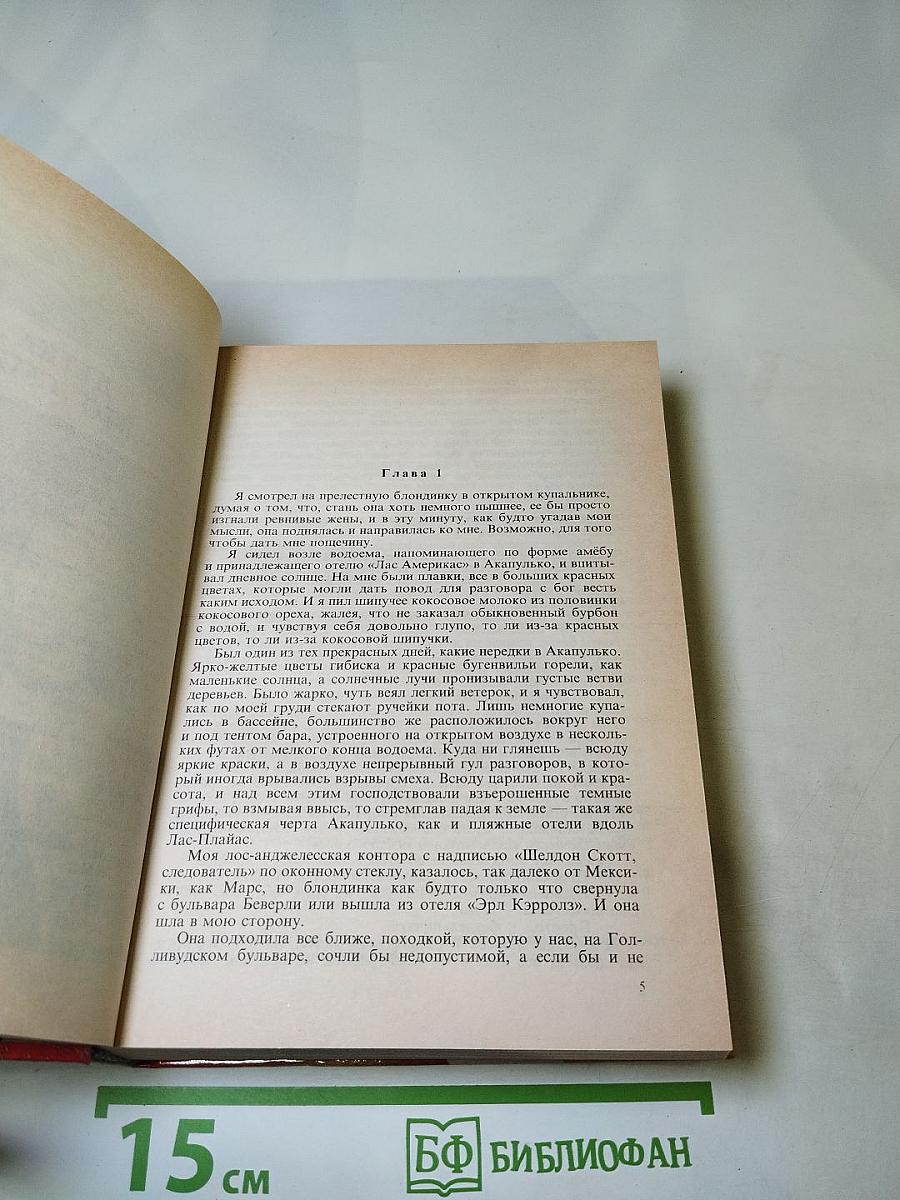 Глава 1
Я смотрел на прелестную блондинку в открытом купальнике,
думая о том, что, стань она хоть немного пышнее, ее бы просто
изгнали ревнивые жены, и в эту минуту, как будто угадав мои
мысли, она поднялась и направилась ко мне. Возможно, для того
чтобы дать мне пощечину.
Я сидел возле водоема, напоминающего по форме амёбу
и принадлежащего отелю «Лас Америкас» в Акапулько, и впиты-
вал дневное солнце. На мне были плавки, все в больших красных
цветах, которые могли дать повод для разговора с бог весть
каким исходом. И я пил шипучее кокосовое молоко из половинки
кокосового ореха, жалея, что не заказал обыкновенный бурбон
с водой, и чувствуя себя довольно глупо, то ли из-за красных
цветов, то ли из-за кокосовой шипучки.
Был один из тех прекрасных дней, какие нередки в Акапулько.
Ярко-желтые цветы гибиска и красные бугенвильи горели, как
маленькие солнца, а солнечные лучи пронизывали густые ветви
деревьев. Было жарко, чуть веял легкий ветерок, и я чувствовал,
как по моей груди стекают ручейки пота. Лишь немногие купа-
лись в бассейне, большинство же расположилось вокруг него
и под тентом бара, устроенного на открытом воздухе в несколь-
ких футах от мелкого конца водоема. Куда ни глянешь — всюду
яркие краски, а в воздухе непрерывный гул разговоров, в ко-
торый иногда врывались взрывы смеха. Всюду царили покой и кра-
сота, и над всем этим господствовали взъерошенные темные
грифы, то взмывая ввысь, то стремглав падая к земле — такая же
специфическая черта Акапулько, как и пляжные отели вдоль
Лас-Плайас.
Моя лос-анджелесская контора с надписью «Шелдон Скотт,
следователь» по оконному стеклу, казалось, так далеко от Мекси-
ки, как Марс, но блондинка как будто только что свернула
с бульвара Беверли или вышла из отеля «Эрл Кэрролз». И она
шла в мою сторону.
Она подходила все ближе, походкой, которую у нас, на Гол-
ливудском бульваре, сочли бы недопустимой, а если бы и не
5
15 см
БФ БИБЛИОФАН